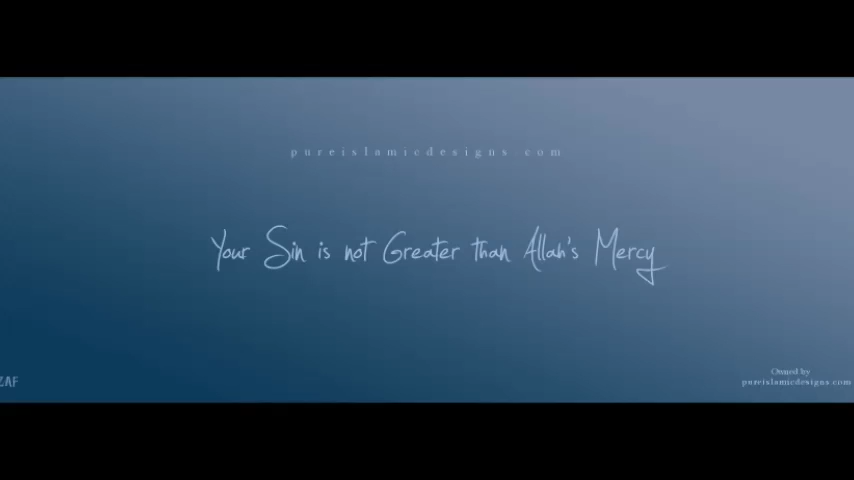 pureislamicdesigns.com
Your Sin is not Greater than Allah's Mercy
ZAF
Owned by
pureislamicdesigns.com